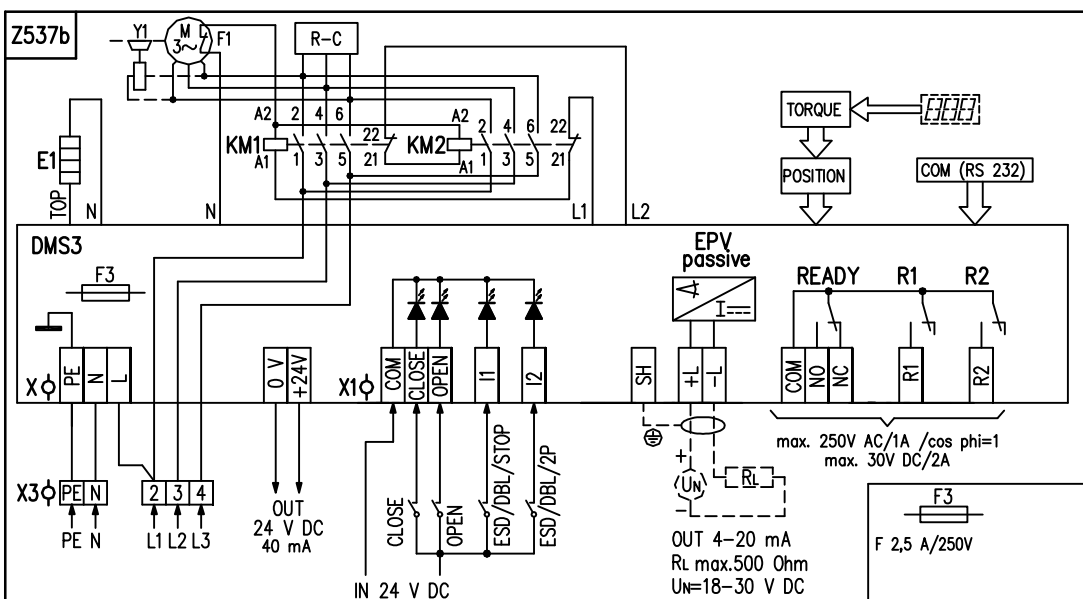 Z537b
Y1
M
3~
F1
R-C
A2
2 4 6
22
A2
2 4 6
22
KM1
KM2
A1
1 3 5
21
A1
1 3 5
21
E1
TOP
N
N
L1
L2
TORQUE
8888
POSITION
COM (RS 232)
DMS3
F3
EPV
passive
READY R1 R2
X
PE
N
L
0 V
+24V
X1
COM
CLOSE
OPEN
I1
I2
SH
+L
-L
COM
NO
NC
R1
R2
max. 250V AC/1A /cos phi=1
max. 30V DC/2A
X3
PE N
2 3 4
PE N
L1 L2 L3
OUT
24 V DC
40 mA
CLOSE
OPEN
ESD/DBL/STOP
ESD/DBL/2P
IN 24 V DC
+
UN
−
RL
OUT 4-20 mA
RL max.500 Ohm
UN=18-30 V DC
F3
F 2,5 A/250V